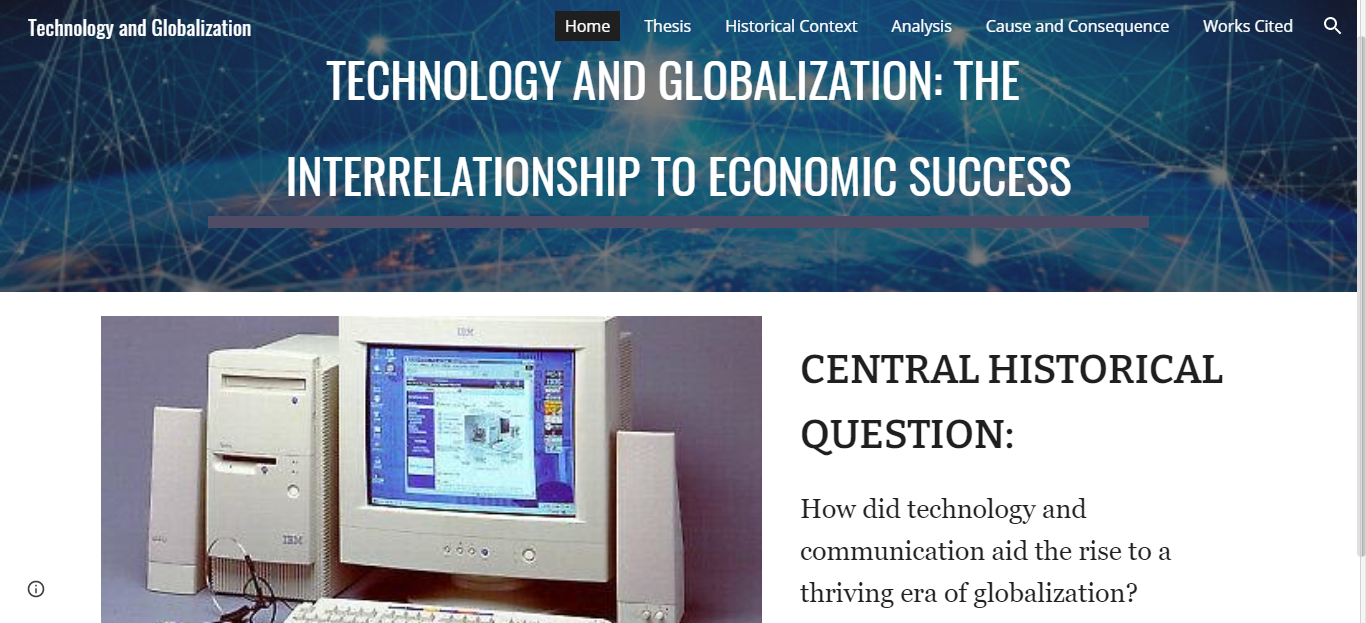 Technology and Globalization
Home Thesis Historical Context Analysis Cause and Consequence Works Cited
TECHNOLOGY AND GLOBALIZATION: THE
INTERRELATIONSHIP TO ECONOMIC SUCCESS
IBM
IBM
CENTRAL HISTORICAL
QUESTION:
How did technology and
communication aid the rise to a
thriving era of globalization?